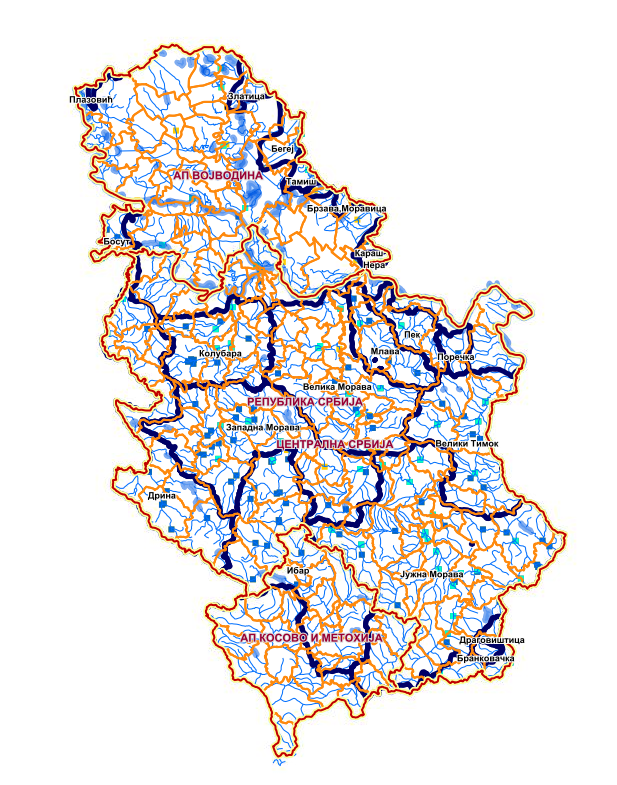 Плазовић
Златица
Бегеј
АП ВОЈВОДИНА
Тамиш
Брзава,Моравица
Босут
Караш-
Нера
Пек
Колубара
Млава
Поречка
Велика Морава
РЕПУБЛИКА СРБИЈА
Западна Морава
ЦЕНТРАЛНА СРБИЈА
Велики Тимок
Дрина
Ибар
Јужна Морава
АП КОСОВО И МЕТОХИЈА
Драговиштица
Бранковачка